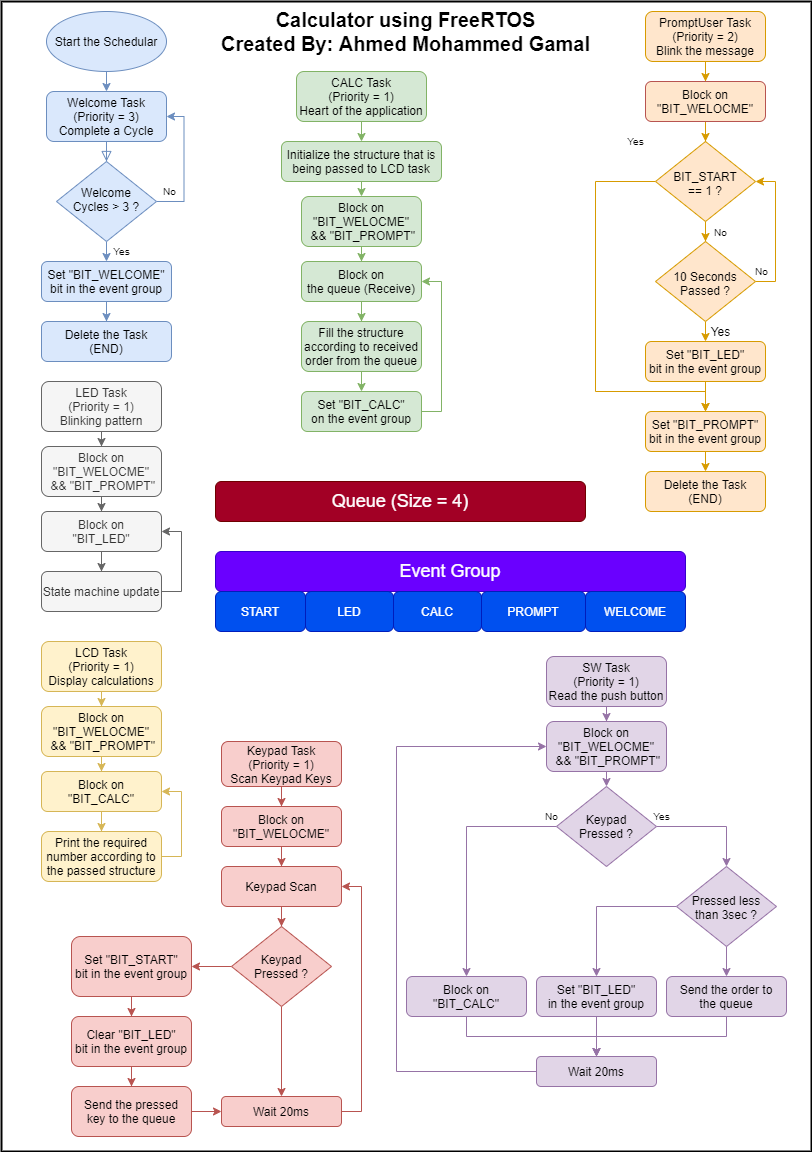 Calculator using FreeRTOS
Created By: Ahmed Mohammed Gamal
Start the Schedular
Welcome Task
(Priority = 3)
Complete a Cycle
Welcome
Cycles > 3 ?
No
Yes
Set "BIT_WELCOME"
bit in the event group
Delete the Task
(END)
CALC Task
(Priority = 1)
Heart of the application
Initialize the structure that is
being passed to LCD task
Block on
"BIT_WELOCME"
&& "BIT_PROMPT"
Block on
the queue (Receive)
Fill the structure
according to received
order from the queue
Set "BIT_CALC"
on the event group
PromptUser Task
(Priority = 2)
Blink the message
Block on
"BIT_WELOCME"
Yes
BIT_START
== 1 ?
No
10 Seconds
Passed ?
No
Yes
Set "BIT_LED"
bit in the event group
Set "BIT_PROMPT"
bit in the event group
Delete the Task
(END)
LED Task
(Priority = 1)
Blinking pattern
Block on
"BIT_WELOCME"
&& "BIT_PROMPT"
Block on
"BIT_LED"
State machine update
Queue (Size = 4)
Event Group
START LED CALC PROMPT WELCOME
LCD Task
(Priority = 1)
Display calculations
Block on
"BIT_WELOCME"
&& "BIT_PROMPT"
Block on
"BIT_CALC"
Print the required
number according to
the passed structure
Keypad Task
(Priority = 1)
Scan Keypad Keys
Block on
"BIT_WELOCME"
Keypad Scan
Keypad
Pressed ?
Set "BIT_START"
bit in the event group
Clear "BIT_LED"
bit in the event group
Send the pressed
key to the queue
Wait 20ms
SW Task
(Priority = 1)
Read the push button
Block on
"BIT_WELOCME"
&& "BIT_PROMPT"
No
Keypad
Pressed ?
Yes
Pressed less
than 3sec ?
Block on
"BIT_CALC"
Set "BIT_LED"
in the event group
Send the order to
the queue
Wait 20ms